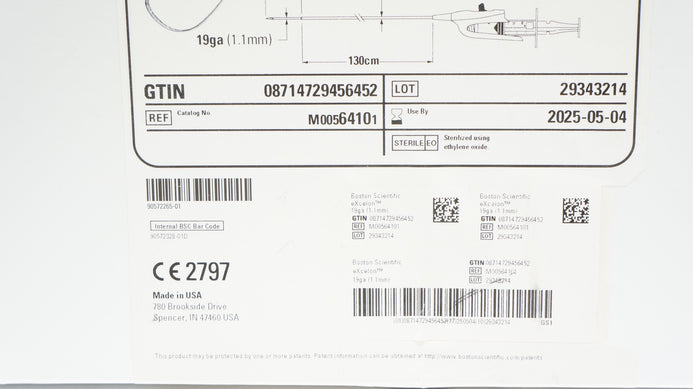 19ga (1.1mm)
130cm
GTIN 08714729456452
LOT 29343214
REF Catalog No. M00564101
Use By 2025-05-04
STERILE EO Sterilized using
ethylene oxide.
90572265-01
Internal BSC Bar Code
90572328-01D
CE 2797
Made in USA
780 Brookside Drive
Spencer, IN 47460 USA
Boston Scientific
eXcelon™
19ga (1.1mm)
GTIN 08714729456452
REF M00564101
LOT 29343214
Boston Scientific
eXcelon™
19ga (1.1mm)
GTIN 08714729456452
REF M00564101
LOT 29343214
Boston Scientific
eXcelon™
19ga (1.1mm)
GTIN 08714729456452
REF M00564101
LOT 29343214
GS1
This product may be protected by one or more patents. Patent information can be obtained at http://www.bostonscientific.com/patents.